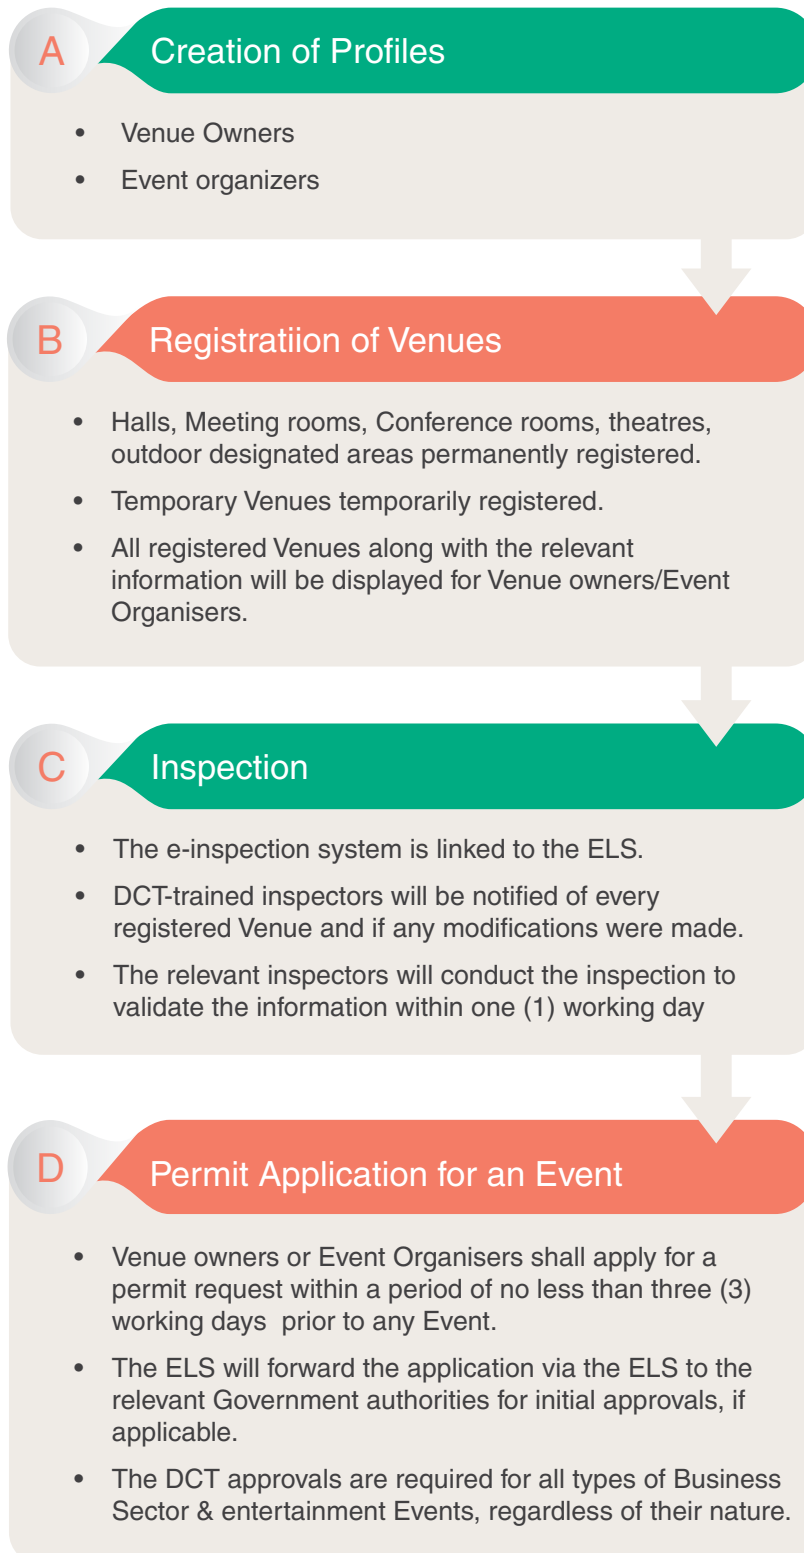 A
Creation of Profiles
• Venue Owners
• Event organizers
B
Registratiion of Venues
• Halls, Meeting rooms, Conference rooms, theatres,
outdoor designated areas permanently registered.
• Temporary Venues temporarily registered.
• All registered Venues along with the relevant
information will be displayed for Venue owners/Event
Organisers.
C
Inspection
• The e-inspection system is linked to the ELS.
• DCT-trained inspectors will be notified of every
registered Venue and if any modifications were made.
• The relevant inspectors will conduct the inspection to
validate the information within one (1) working day
D
Permit Application for an Event
• Venue owners or Event Organisers shall apply for a
permit request within a period of no less than three (3)
working days  prior to any Event.
• The ELS will forward the application via the ELS to the
relevant Government authorities for initial approvals, if
applicable.
• The DCT approvals are required for all types of Business
Sector & entertainment Events, regardless of their nature.